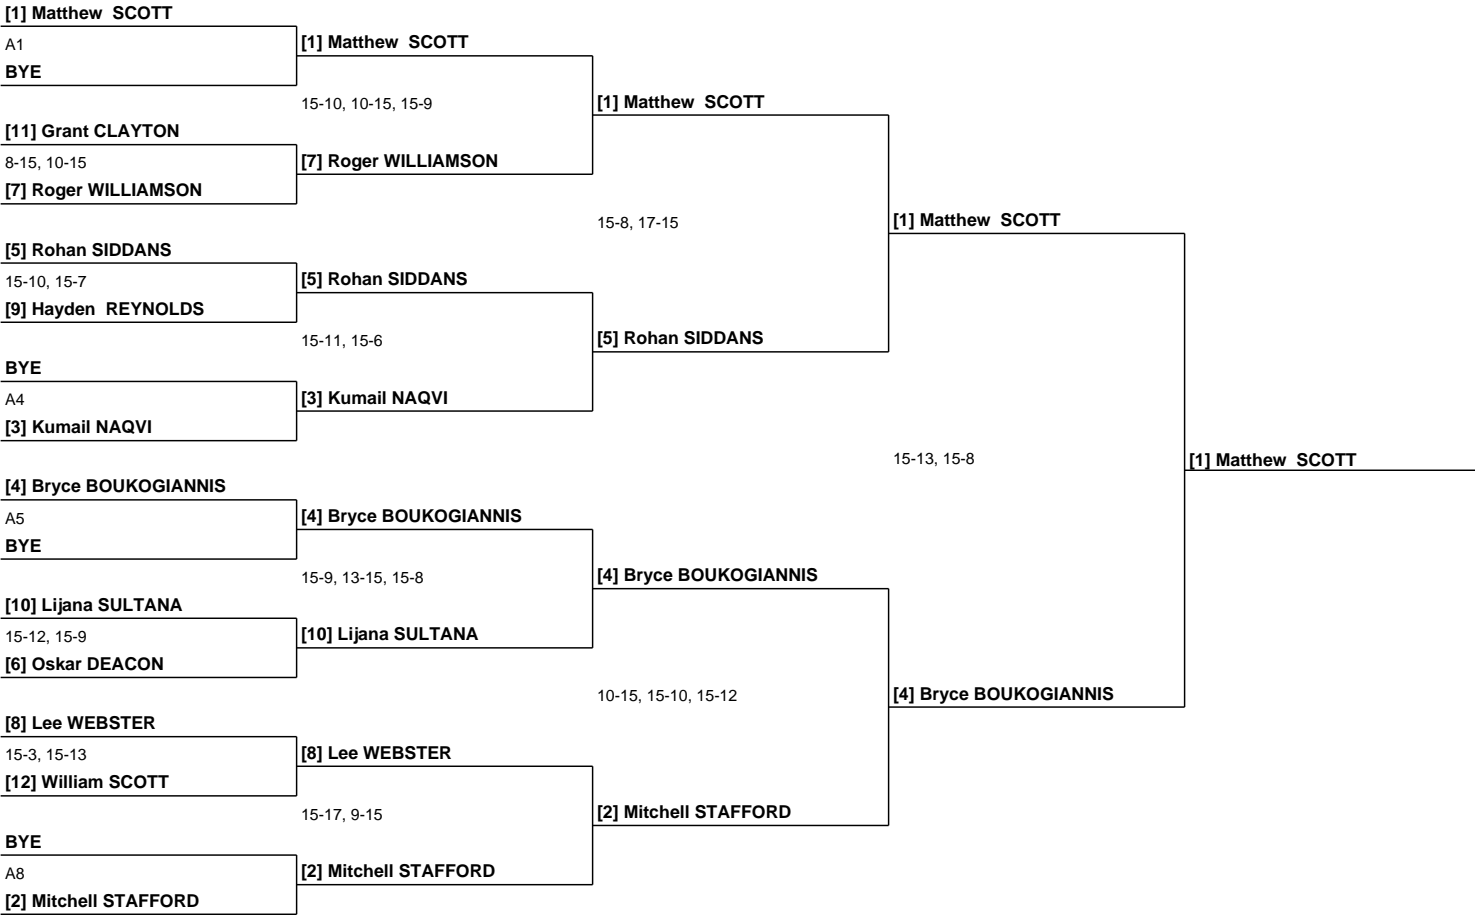 [1] Matthew  SCOTT
A1
BYE
[11] Grant CLAYTON
8-15, 10-15
[7] Roger WILLIAMSON
[5] Rohan SIDDANS
15-10, 15-7
[9] Hayden  REYNOLDS
BYE
A4
[3] Kumail NAQVI
[4] Bryce BOUKOGIANNIS
A5
BYE
[10] Lijana SULTANA
15-12, 15-9
[6] Oskar DEACON
[8] Lee WEBSTER
15-3, 15-13
[12] William SCOTT
BYE
A8
[2] Mitchell STAFFORD
[1] Matthew  SCOTT
15-10, 10-15, 15-9
[7] Roger WILLIAMSON
[5] Rohan SIDDANS
15-11, 15-6
[3] Kumail NAQVI
[4] Bryce BOUKOGIANNIS
15-9, 13-15, 15-8
[10] Lijana SULTANA
[8] Lee WEBSTER
15-17, 9-15
[2] Mitchell STAFFORD
[1] Matthew  SCOTT
15-8, 17-15
[5] Rohan SIDDANS
[4] Bryce BOUKOGIANNIS
10-15, 15-10, 15-12
[2] Mitchell STAFFORD
[1] Matthew  SCOTT
15-13, 15-8
[4] Bryce BOUKOGIANNIS
[1] Matthew  SCOTT